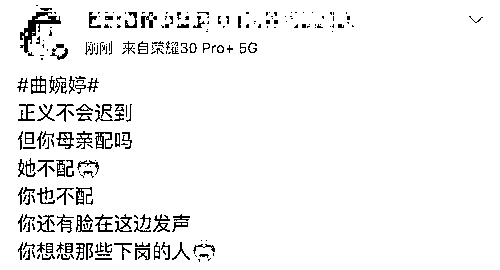 刚刚 来自荣耀30 Pro+ 5G
#曲婉婷#
正义不会迟到
但你母亲配吗
她不配
你也不配
你还有脸在这边发声
你想想那些下岗的人